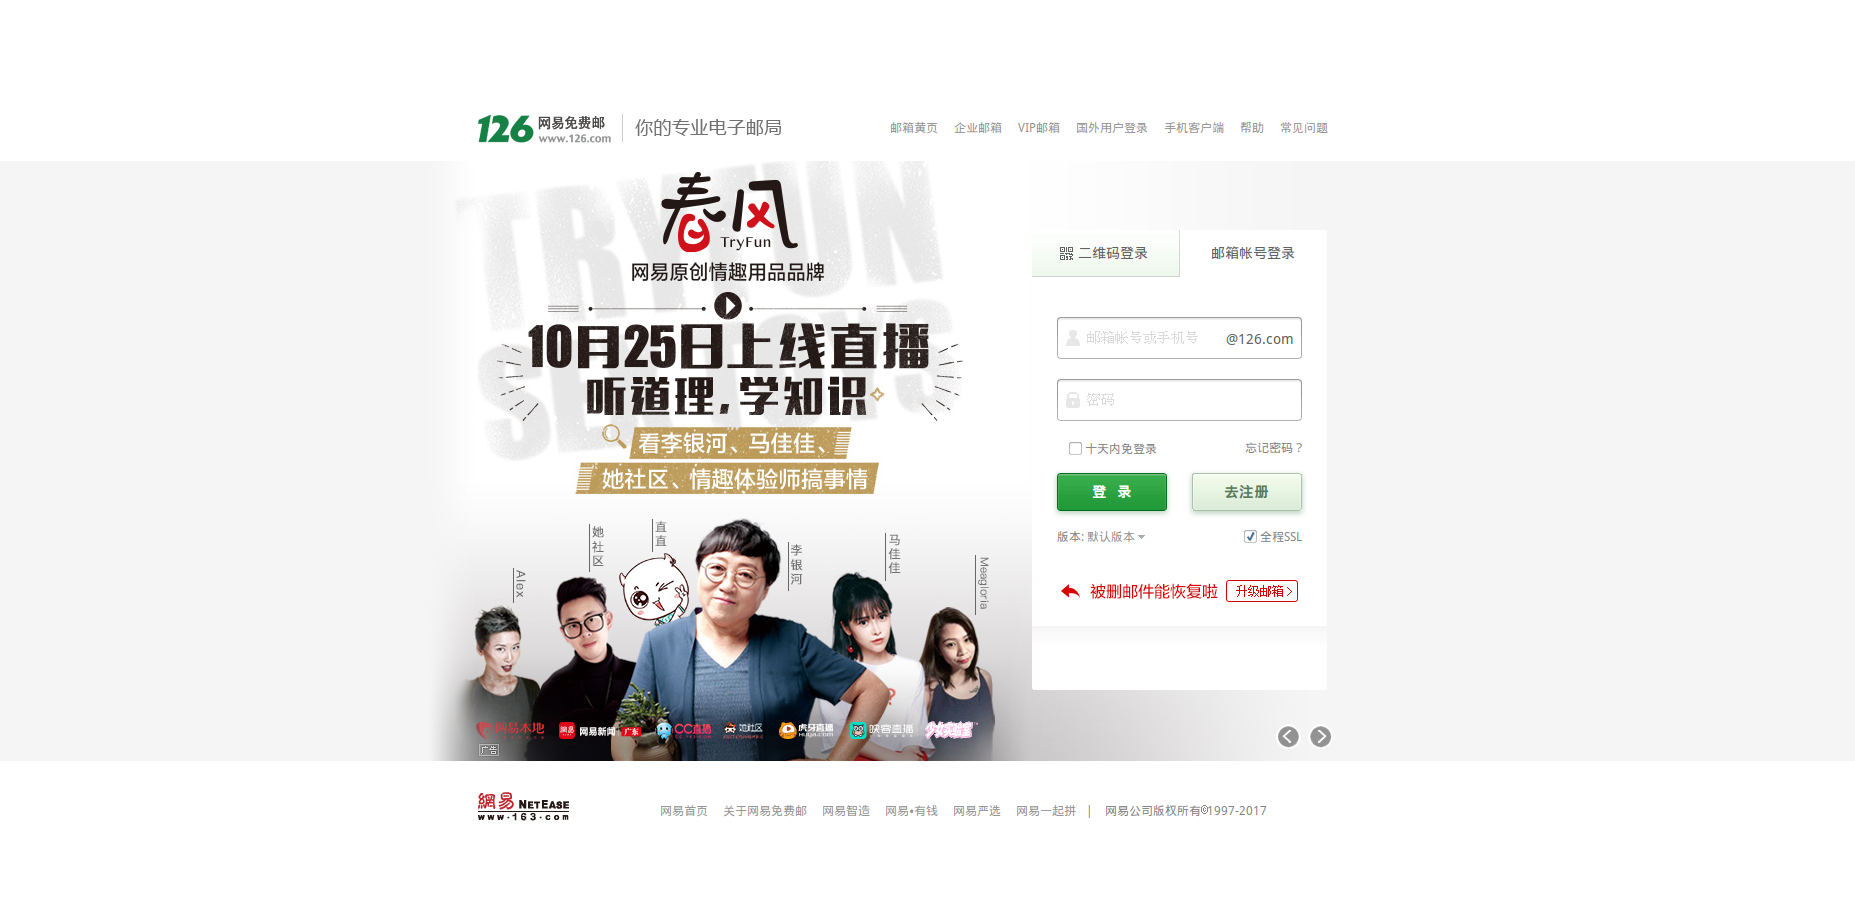 126 网易免费邮
www.126.com
你的专业电子邮局
邮箱黄页 企业邮箱 VIP邮箱 国外用户登录 手机客户端 帮助 常见问题
TRYFUN
春风
TryFun
网易原创情趣用品品牌
10月25日上线直播
听道理，学知识
看李银河、马佳佳、
她社区、情趣体验师搞事情
Alex
她社区
直直
李银河
马佳佳
Meagloria
网易本地
网易新闻 广东
CC直播
她社区
虎牙直播
映客直播
广告
二维码登录
邮箱帐号登录
邮箱帐号或手机号 @126.com
密码
十天内免登录 忘记密码？
登 录 去注册
版本: 默认版本 全程SSL
被删邮件能恢复啦 升级邮箱
網易 NETEASE
www.163.com
网易首页 关于网易免费邮 网易智造 网易•有钱 网易严选 网易一起拼 | 网易公司版权所有©1997-2017